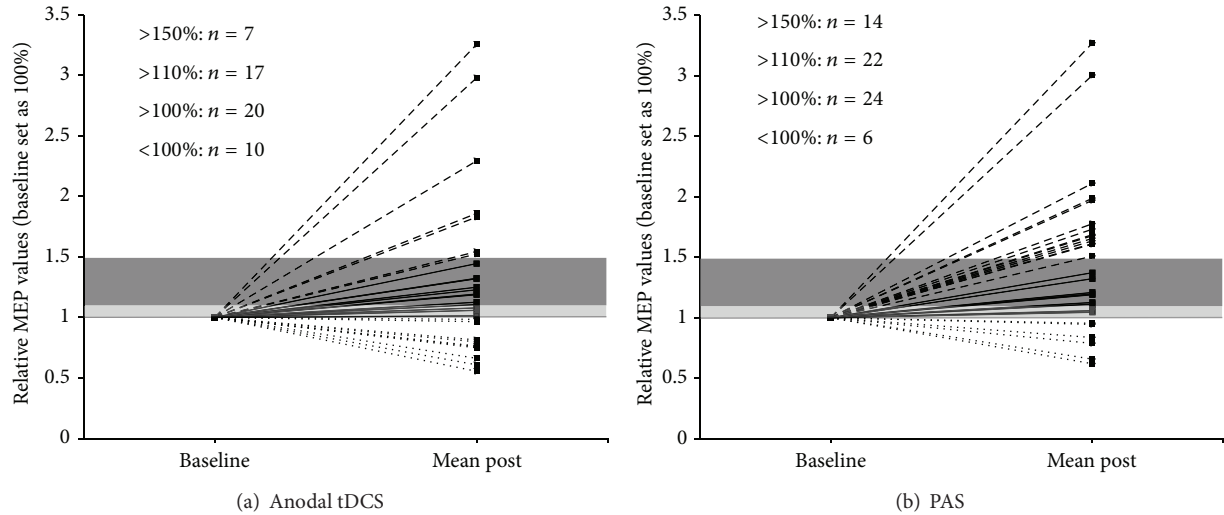 Relative MEP values (baseline set as 100%)
3.5
3
2.5
2
1.5
1
0.5
0
>150%: n = 7
>110%: n = 17
>100%: n = 20
<100%: n = 10
Baseline
Mean post
(a) Anodal tDCS
Relative MEP values (baseline set as 100%)
3.5
3
2.5
2
1.5
1
0.5
0
>150%: n = 14
>110%: n = 22
>100%: n = 24
<100%: n = 6
Baseline
Mean post
(b) PAS